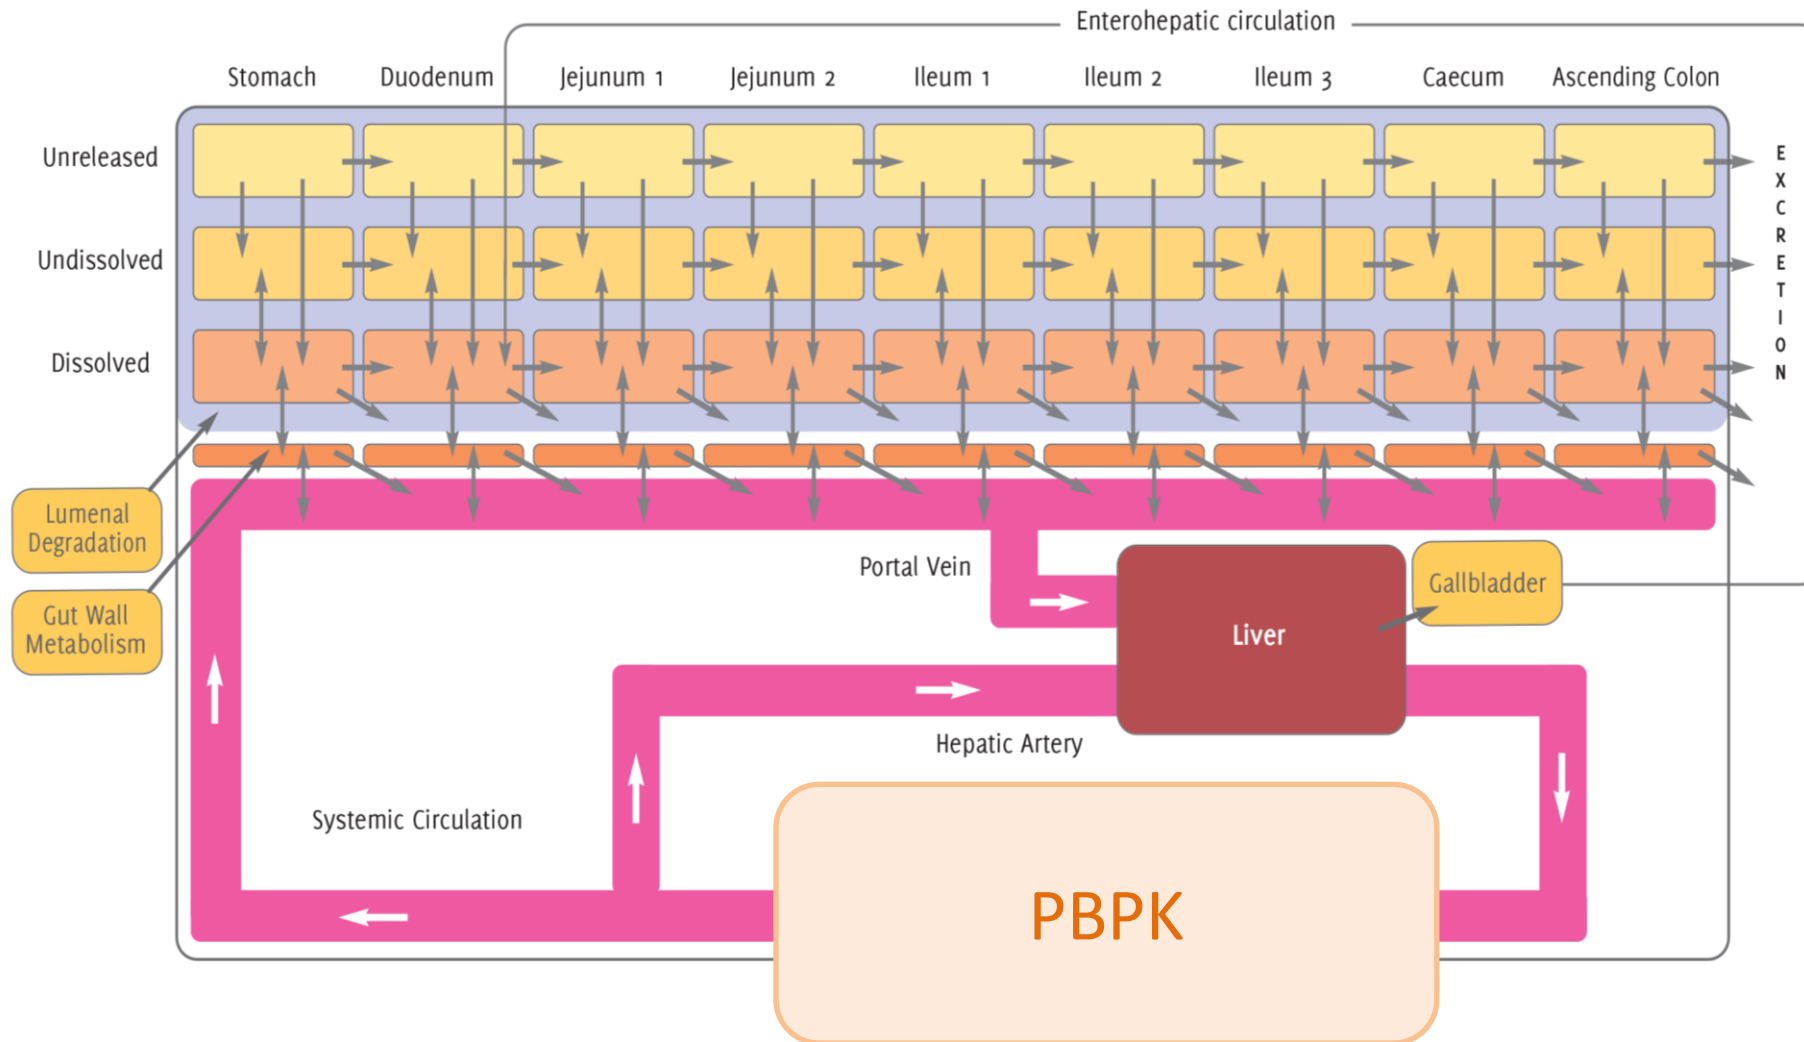 Enterohepatic circulation
Stomach
Duodenum
Jejunum 1
Jejunum 2
Ileum 1
Ileum 2
Ileum 3
Caecum
Ascending Colon
Unreleased
Undissolved
Dissolved
EXCRETION
Lumenal
Degradation
Gut Wall
Metabolism
Portal Vein
Liver
Gallbladder
Hepatic Artery
Systemic Circulation
PBPK